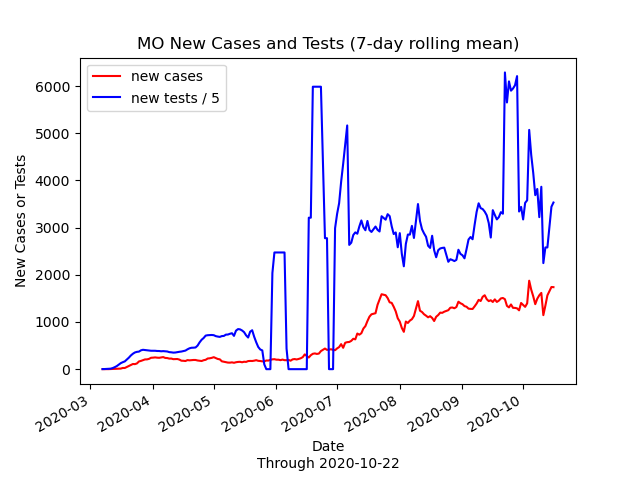 MO New Cases and Tests (7-day rolling mean)
new cases
new tests / 5
New Cases or Tests
6000
5000
4000
3000
2000
1000
0
2020-03
2020-04
2020-05
2020-06
2020-07
2020-08
2020-09
2020-10
Date
Through 2020-10-22